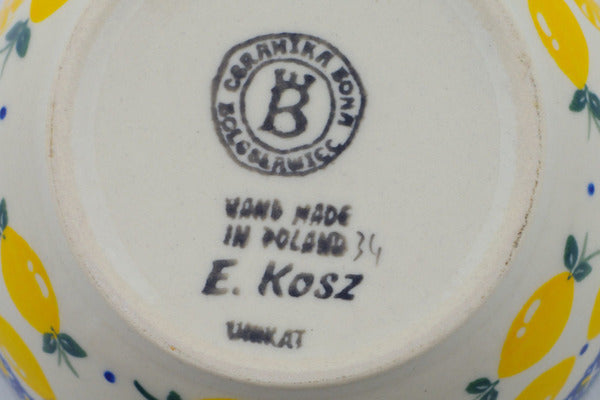 CERAMIKA BONA
BOLESŁAWIEC
B
HAND MADE
IN POLAND 34
E. Kosz
UNIKAT